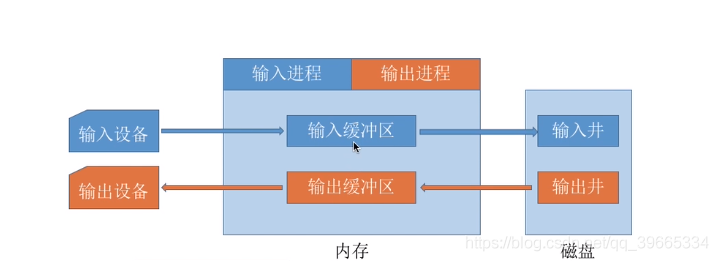 输入进程 输出进程
输入设备 输入缓冲区 输入井
输出设备 输出缓冲区 输出井
内存 磁盘
https://blog.csdn.net/qq_39665334